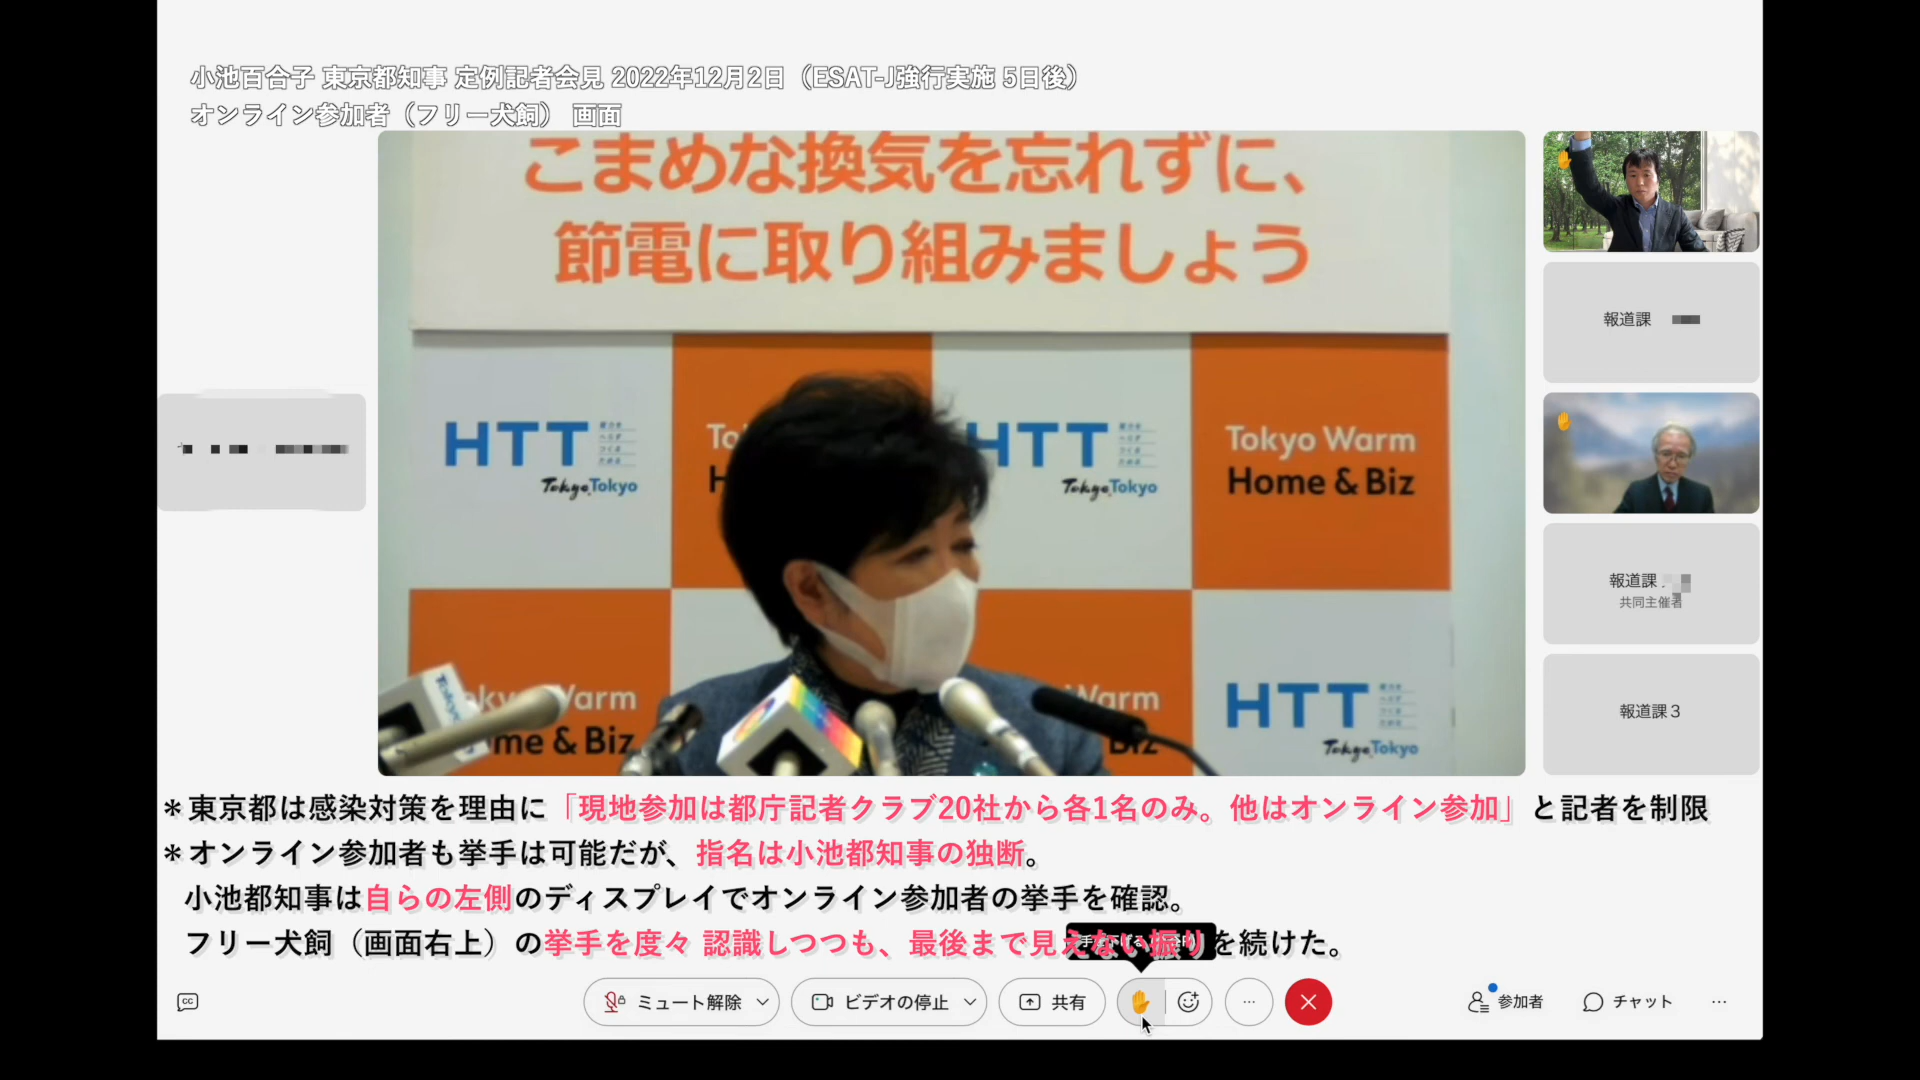 小池百合子 東京都知事 定例記者会見 2022年12月2日（ESAT-J強行実施 5日後）
オンライン参加者（フリー犬飼） 画面
こまめな換気を忘れずに、
節電に取り組みましょう
HTT
Tokyo Tokyo
HTT
Tokyo Tokyo
Tokyo Warm
Home & Biz
Warm
me & Biz
Warm
Biz
HTT
Tokyo Tokyo
報道課
報道課
共同主催者
報道課3
＊東京都は感染対策を理由に「現地参加は都庁記者クラブ20社から各1名のみ。他はオンライン参加」と記者を制限
＊オンライン参加者も挙手は可能だが、指名は小池都知事の独断。
小池都知事は自らの左側のディスプレイでオンライン参加者の挙手を確認。
フリー犬飼（画面右上）の挙手を度々 認識しつつも、最後まで見えない振りを続けた。
CC
ミュート解除
ビデオの停止
共有
参加者
チャット